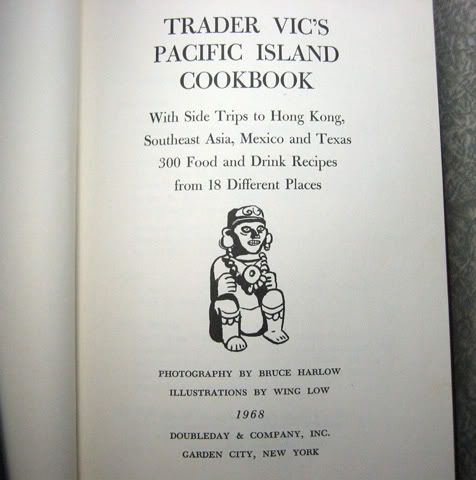 TRADER VIC'S
PACIFIC ISLAND
COOKBOOK
With Side Trips to Hong Kong,
Southeast Asia, Mexico and Texas
300 Food and Drink Recipes
from 18 Different Places
PHOTOGRAPHY BY BRUCE HARLOW
ILLUSTRATIONS BY WING LOW
1968
DOUBLEDAY & COMPANY, INC.
GARDEN CITY, NEW YORK